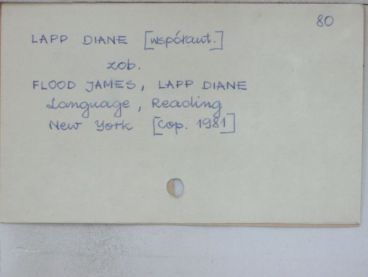 80
LAPP DIANE [współaut.]
zob.
FLOOD JAMES, LAPP DIANE
Language, Reading
New York [cop. 1981]